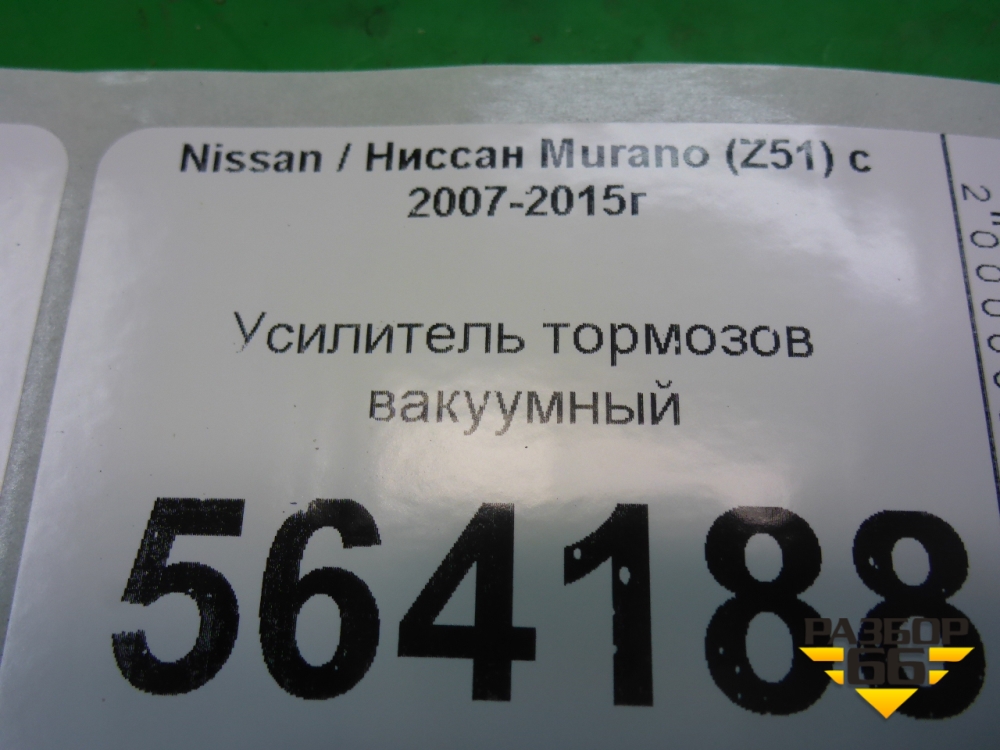 Nissan / Ниссан Murano (Z51) с
2007-2015г
Усилитель тормозов
вакуумный
564188
РАЗБОР
66